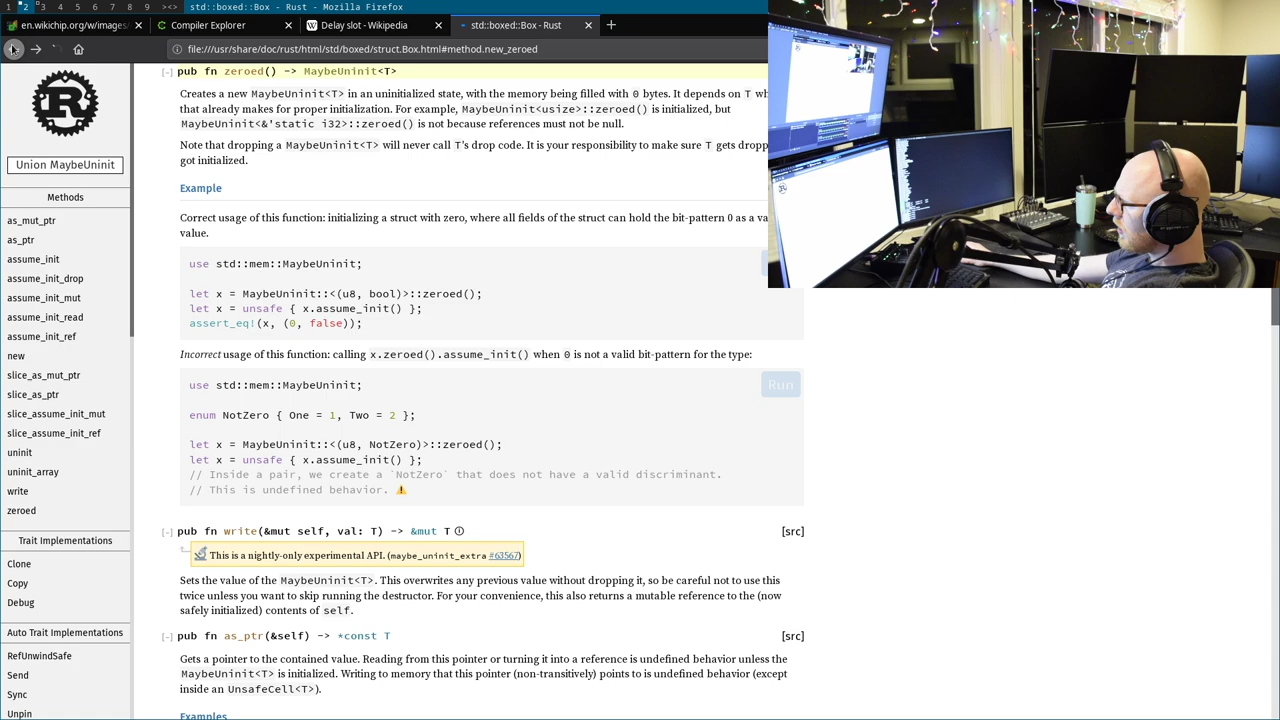 1 2 3 4 5 6 7 8 9 ><> std::boxed::Box - Rust - Mozilla Firefox
en.wikichip.org/w/images Compiler Explorer Delay slot - Wikipedia std::boxed::Box - Rust
file:///usr/share/doc/rust/html/std/boxed/struct.Box.html#method.new_zeroed
Union MaybeUninit
Methods
as_mut_ptr
as_ptr
assume_init
assume_init_drop
assume_init_mut
assume_init_read
assume_init_ref
new
slice_as_mut_ptr
slice_as_ptr
slice_assume_init_mut
slice_assume_init_ref
uninit
uninit_array
write
zeroed
Trait Implementations
Clone
Copy
Debug
Auto Trait Implementations
RefUnwindSafe
Send
Sync
Unpin
[-] pub fn zeroed() -> MaybeUninit<T>
Creates a new MaybeUninit<T> in an uninitialized state, with the memory being filled with 0 bytes. It depends on T wh
that already makes for proper initialization. For example, MaybeUninit<usize>::zeroed() is initialized, but
MaybeUninit<&'static i32>::zeroed() is not because references must not be null.
Note that dropping a MaybeUninit<T> will never call T's drop code. It is your responsibility to make sure T gets dropp
got initialized.
Example
Correct usage of this function: initializing a struct with zero, where all fields of the struct can hold the bit-pattern 0 as a va
value.
use std::mem::MaybeUninit;
let x = MaybeUninit::<(u8, bool)>::zeroed();
let x = unsafe { x.assume_init() };
assert_eq!(x, (0, false));
Incorrect usage of this function: calling x.zeroed().assume_init() when 0 is not a valid bit-pattern for the type:
Run
use std::mem::MaybeUninit;
enum NotZero { One = 1, Two = 2 };
let x = MaybeUninit::<(u8, NotZero)>::zeroed();
let x = unsafe { x.assume_init() };
// Inside a pair, we create a `NotZero` that does not have a valid discriminant.
// This is undefined behavior. ⚠️
[-] pub fn write(&mut self, val: T) -> &mut T ⓘ [src]
🔬 This is a nightly-only experimental API. (maybe_uninit_extra #63567)
Sets the value of the MaybeUninit<T>. This overwrites any previous value without dropping it, so be careful not to use this
twice unless you want to skip running the destructor. For your convenience, this also returns a mutable reference to the (now
safely initialized) contents of self.
[-] pub fn as_ptr(&self) -> *const T [src]
Gets a pointer to the contained value. Reading from this pointer or turning it into a reference is undefined behavior unless the
MaybeUninit<T> is initialized. Writing to memory that this pointer (non-transitively) points to is undefined behavior (except
inside an UnsafeCell<T>).
Examples